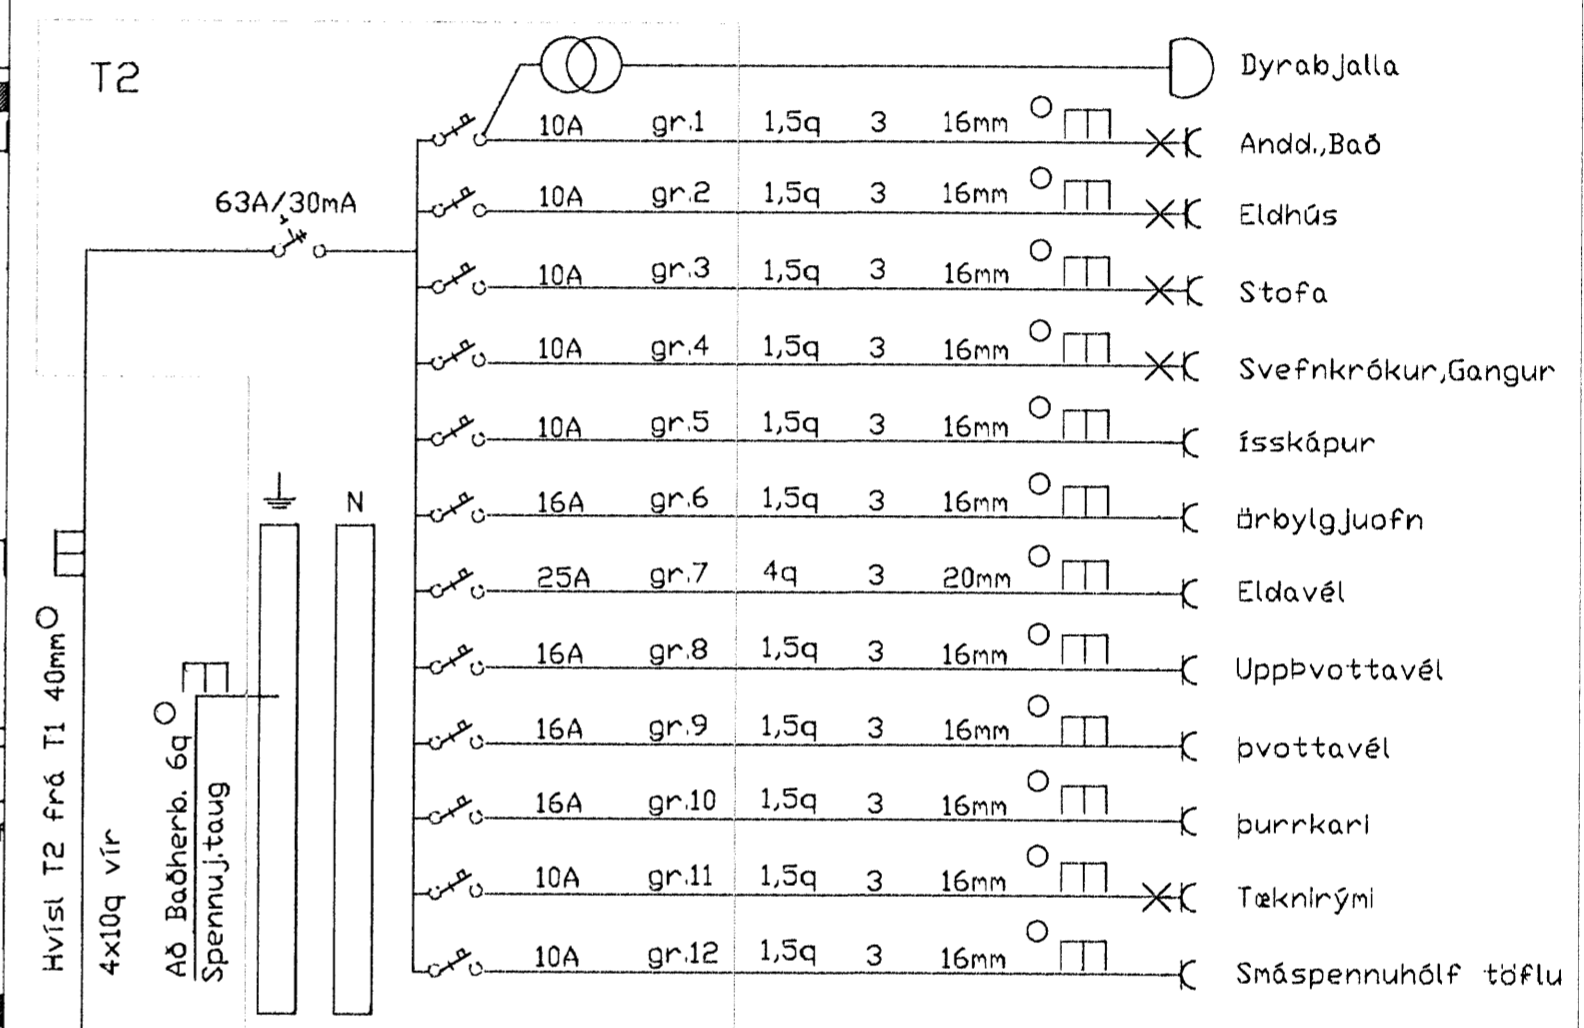 T2
Dyrabjalla
10A gr.1 1,5q 3 16mm Andd.,Bað
63A/30mA
10A gr.2 1,5q 3 16mm Eldhús
10A gr.3 1,5q 3 16mm Stofa
10A gr.4 1,5q 3 16mm Svefnkrókur,Gangur
10A gr.5 1,5q 3 16mm ísskápur
N
16A gr.6 1,5q 3 16mm örbylgjuofn
25A gr.7 4q 3 20mm Eldavél
16A gr.8 1,5q 3 16mm Uppþvottavél
16A gr.9 1,5q 3 16mm þvottavél
16A gr.10 1,5q 3 16mm þurrkari
10A gr.11 1,5q 3 16mm Tæknirými
10A gr.12 1,5q 3 16mm Smáspennuhólf töflu
Hvísl T2 frá T1 40mm
4x10q vír
Að Baðherb. 6q
Spennuj.taug